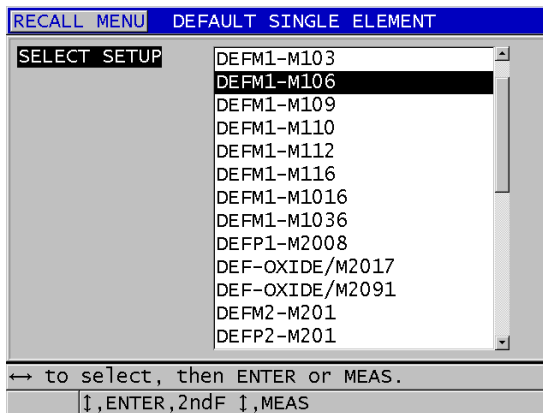 RECALL MENU DEFAULT SINGLE ELEMENT
SELECT SETUP
DEFM1-M103
DEFM1-M106
DEFM1-M109
DEFM1-M110
DEFM1-M112
DEFM1-M116
DEFM1-M1016
DEFM1-M1036
DEFP1-M2008
DEF-OXIDE/M2017
DEF-OXIDE/M2091
DEFM2-M201
DEFP2-M201
↔ to select, then ENTER or MEAS.
↕,ENTER,2ndF ↕,MEAS